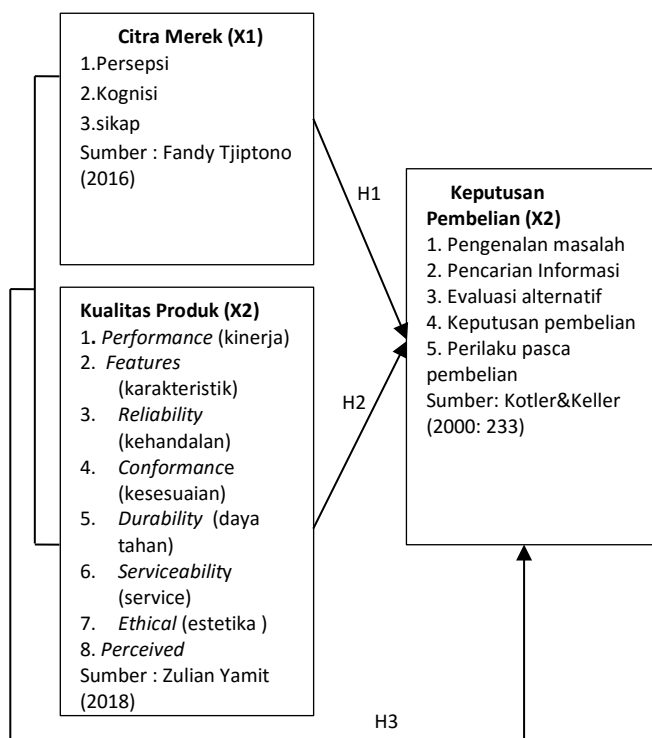 Citra Merek (X1)
1.Persepsi
2.Kognisi
3.sikap
Sumber : Fandy Tjiptono
(2016)
H1
Keputusan
Pembelian (X2)
1. Pengenalan masalah
2. Pencarian Informasi
3. Evaluasi alternatif
4. Keputusan pembelian
5. Perilaku pasca
pembelian
Sumber: Kotler&Keller
(2000: 233)
Kualitas Produk (X2)
1. Performance (kinerja)
2. Features
(karakteristik)
3. Reliability
(kehandalan)
4. Conformance
(kesesuaian)
5. Durability (daya
tahan)
6. Serviceability
(service)
7. Ethical (estetika )
8. Perceived
Sumber : Zulian Yamit
(2018)
H2
H3